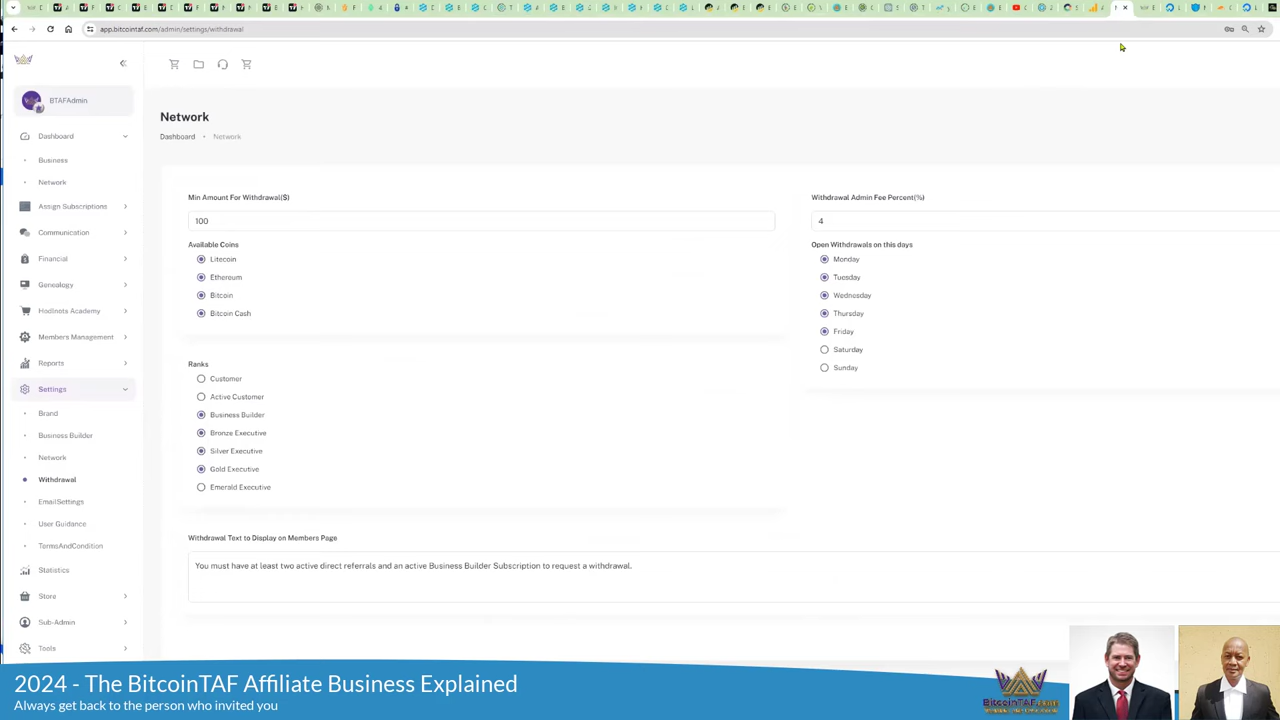 app.bitcointaf.com/admin/settings/withdrawal
BTAFAdmin
Dashboard
Business
Network
Assign Subscriptions
Communication
Financial
Genealogy
Hodlnots Academy
Members Management
Reports
Settings
Brand
Business Builder
Network
Withdrawal
EmailSettings
User Guidance
TermsAndCondition
Statistics
Store
Sub-Admin
Tools
Network
Dashboard • Network
Min Amount For Withdrawal($)
100
Available Coins
Litecoin
Ethereum
Bitcoin
Bitcoin Cash
Ranks
Customer
Active Customer
Business Builder
Bronze Executive
Silver Executive
Gold Executive
Emerald Executive
Withdrawal Admin Fee Percent(%)
4
Open Withdrawals on this days
Monday
Tuesday
Wednesday
Thursday
Friday
Saturday
Sunday
Withdrawal Text to Display on Members Page
You must have at least two active direct referrals and an active Business Builder Subscription to request a withdrawal.
2024 - The BitcoinTAF Affiliate Business Explained
Always get back to the person who invited you